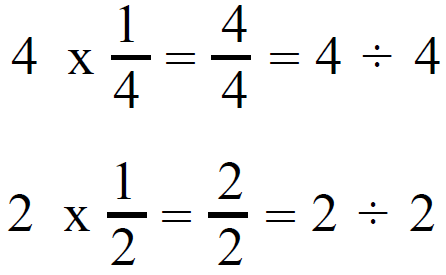 4 x 1/4 = 4/4 = 4 ÷ 4
2 x 1/2 = 2/2 = 2 ÷ 2